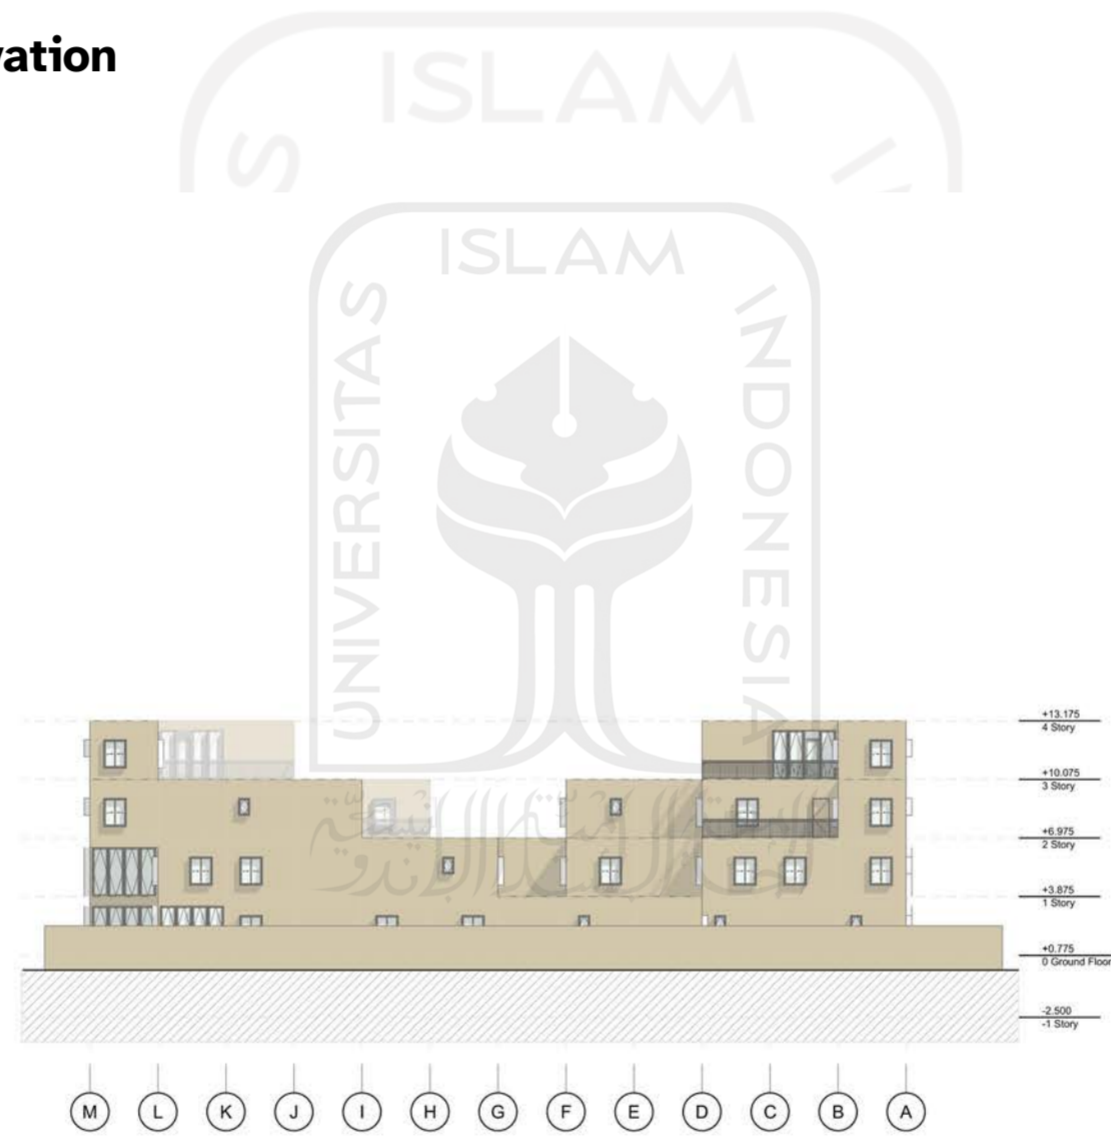 vation
ISLAM
ISLAM
UNIVERSITAS
INDONESIA
+13.175
4 Story
+10.075
3 Story
+6.975
2 Story
+3.875
1 Story
+0.775
0 Ground Floor
-2.500
-1 Story
M L K J I H G F E D C B A